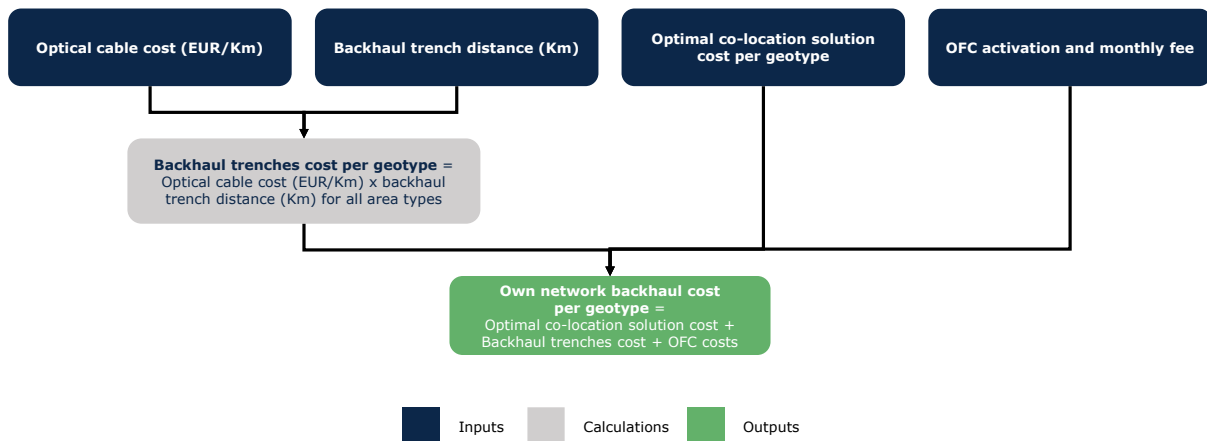 Optical cable cost (EUR/Km)
Backhaul trench distance (Km)
Optimal co-location solution
cost per geotype
OFC activation and monthly fee
Backhaul trenches cost per geotype =
Optical cable cost (EUR/Km) x backhaul
trench distance (Km) for all area types
Own network backhaul cost
per geotype =
Optimal co-location solution cost +
Backhaul trenches cost + OFC costs
Inputs
Calculations
Outputs